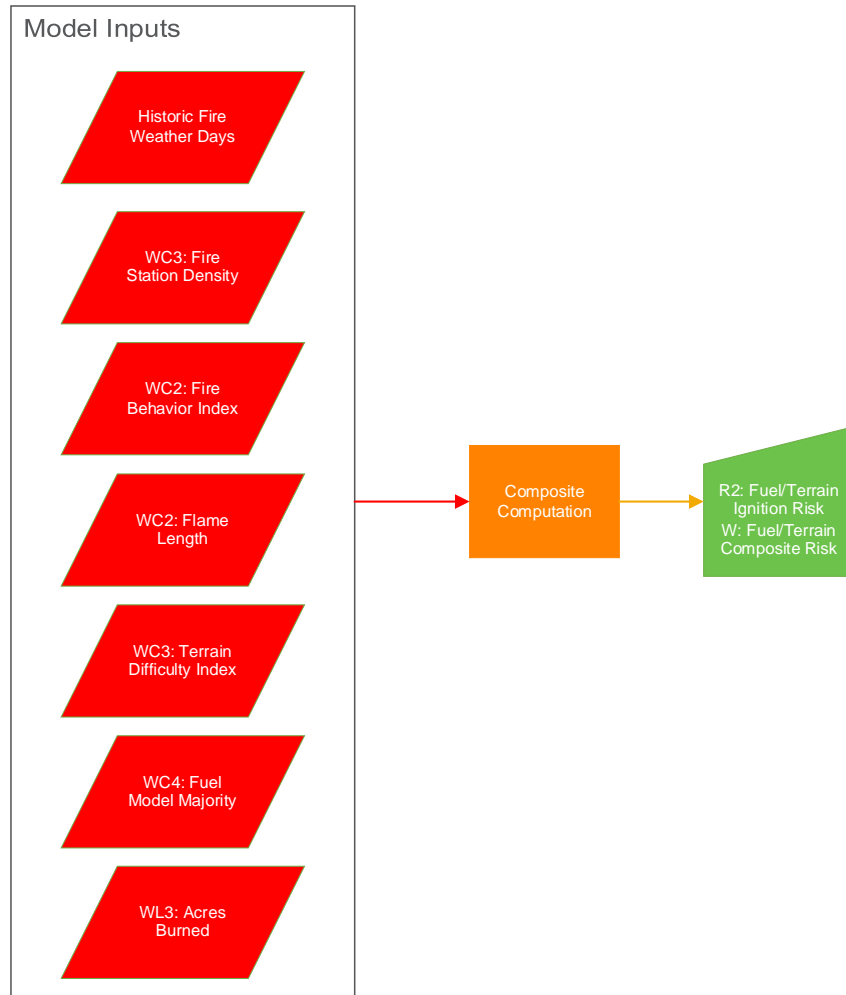 Model Inputs
Historic Fire
Weather Days
WC3: Fire
Station Density
WC2: Fire
Behavior Index
WC2: Flame
Length
WC3: Terrain
Difficulty Index
WC4: Fuel
Model Majority
WL3: Acres
Burned
Composite
Computation
R2: Fuel/Terrain
Ignition Risk
W: Fuel/Terrain
Composite Risk